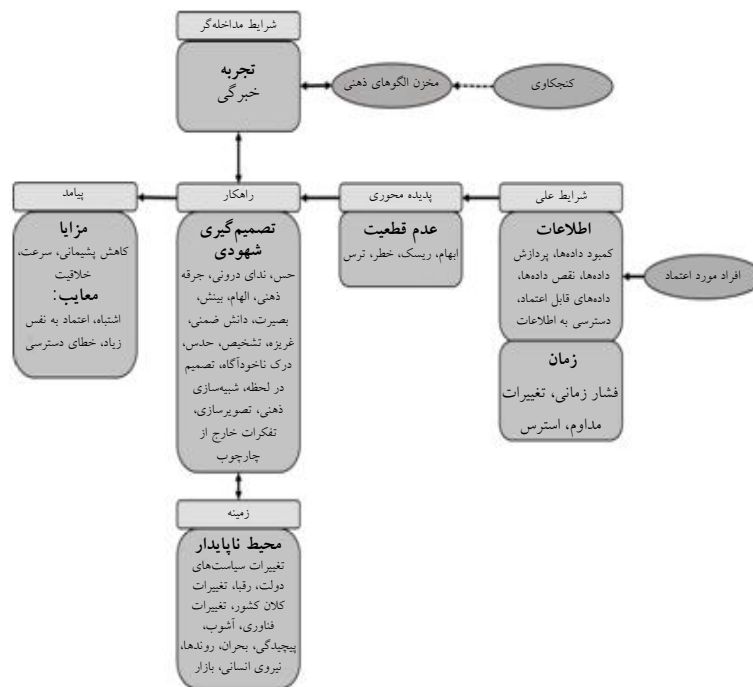 شرایط مداخله‌گر
تجربه
خبرگی
مخزن الگوهای ذهنی
کنجکاوی
شرایط علی
اطلاعات
کمبود داده‌ها، پردازش
داده‌ها، نقص داده‌ها،
داده‌های قابل اعتماد،
دسترسی به اطلاعات
زمان
فشار زمانی، تغییرات
مداوم، استرس
افراد مورد اعتماد
پدیده محوری
عدم قطعیت
ابهام، ریسک، خطر، ترس
راهکار
تصمیم‌گیری
شهودی
حس، ندای درونی، جرقه
ذهنی، الهام، بینش،
بصیرت، دانش ضمنی،
غریزه، تشخیص، حدس،
درک ناخودآگاه، تصمیم
در لحظه، شبیه‌سازی
ذهنی، تصویرسازی،
تفکرات خارج از
چارچوب
پیامد
مزایا
کاهش پشیمانی، سرعت،
خلاقیت
معایب:
اشتباه، اعتماد به نفس
زیاد، خطای دسترسی
زمینه
محیط ناپایدار
تغییرات سیاست‌های
دولت، رقبا، تغییرات
کلان کشور، تغییرات
فناوری، آشوب،
پیچیدگی، بحران، روندها،
نیروی انسانی، بازار